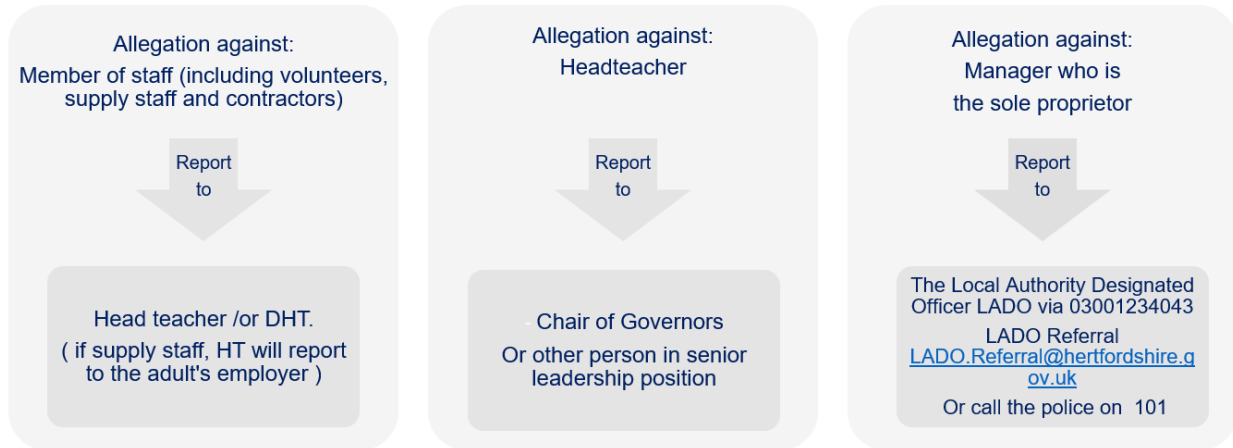 Allegation against:
Member of staff (including volunteers,
supply staff and contractors)
Report
to
Head teacher /or DHT.
( if supply staff, HT will report
to the adult's employer )
Allegation against:
Headteacher
Report
to
- Chair of Governors
Or other person in senior
leadership position
Allegation against:
Manager who is
the sole proprietor
Report
to
The Local Authority Designated
Officer LADO via 03001234043
LADO Referral
LADO.Referral@hertfordshire.g
ov.uk
Or call the police on 101